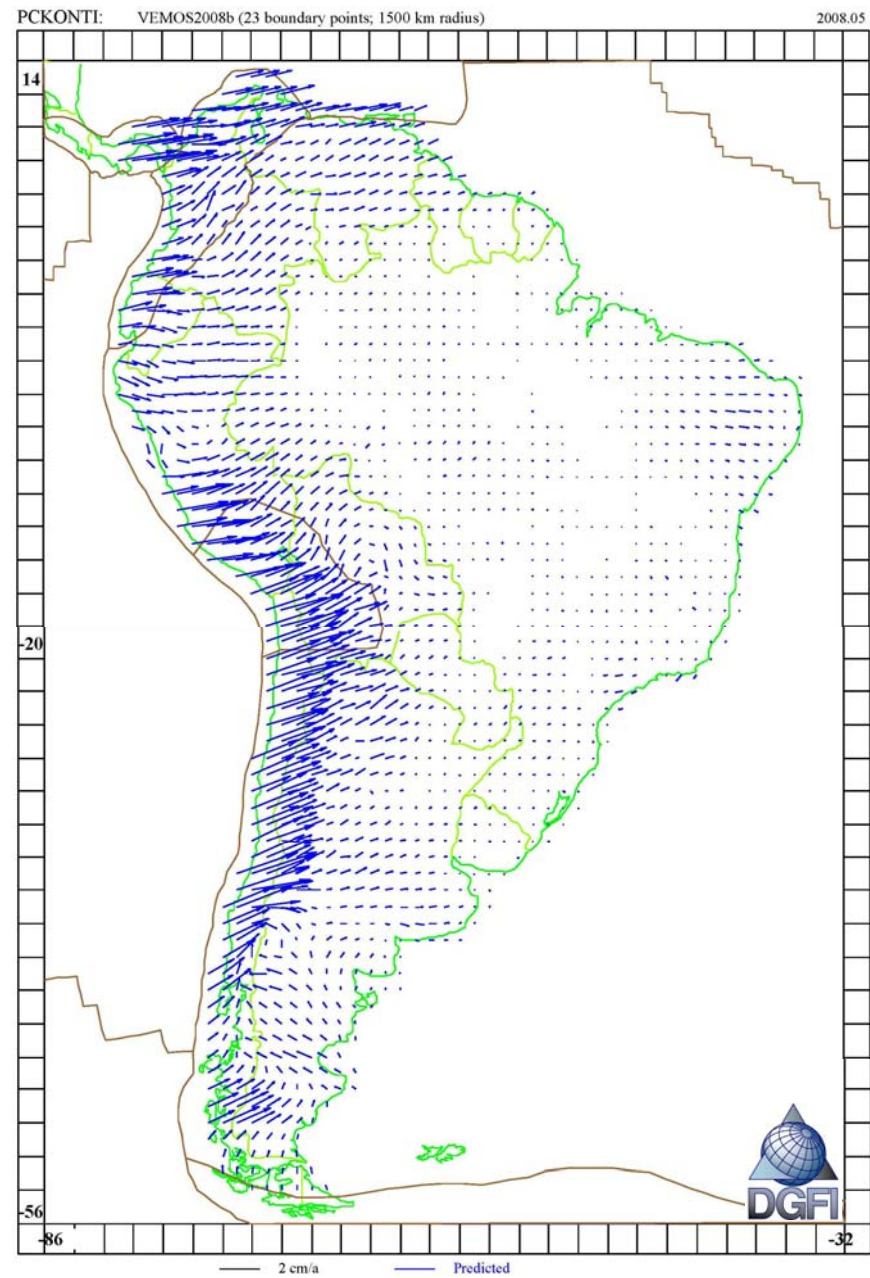 PCKONTI: VEMOS2008b (23 boundary points; 1500 km radius) 2008.05
14
-20
-56
-86 -32
DGFI
2 cm/a Predicted